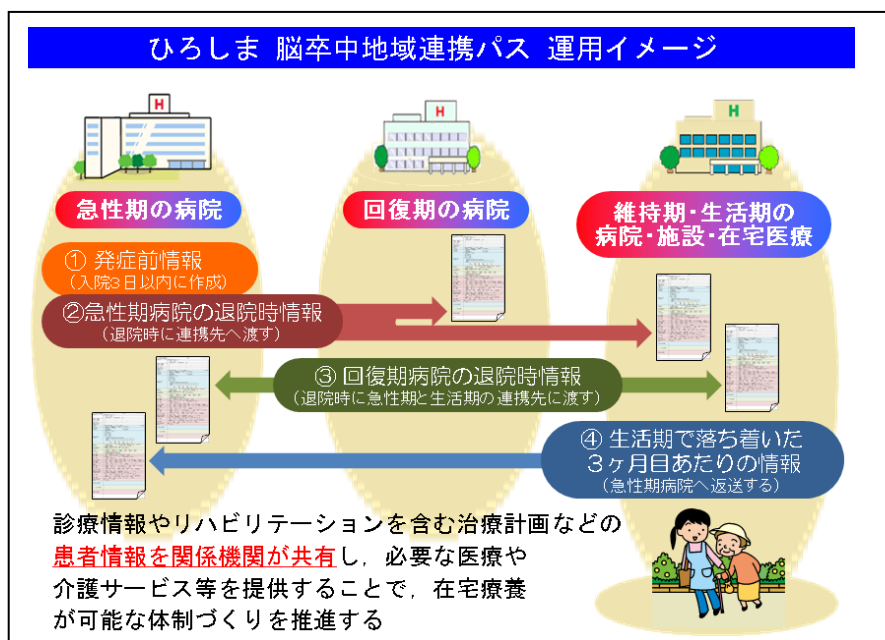 ひろしま 脳卒中地域連携パス 運用イメージ
H
H
H
急性期の病院
回復期の病院
維持期・生活期の
病院・施設・在宅医療
① 発症前情報
(入院3日以内に作成)
②急性期病院の退院時情報
(退院時に連携先へ渡す)
③ 回復期病院の退院時情報
(退院時に急性期と生活期の連携先に渡す)
④ 生活期で落ち着いた
3ヶ月目あたりの情報
(急性期病院へ返送する)
診療情報やリハビリテーションを含む治療計画などの
患者情報を関係機関が共有し，必要な医療や
介護サービス等を提供することで，在宅療養
が可能な体制づくりを推進する